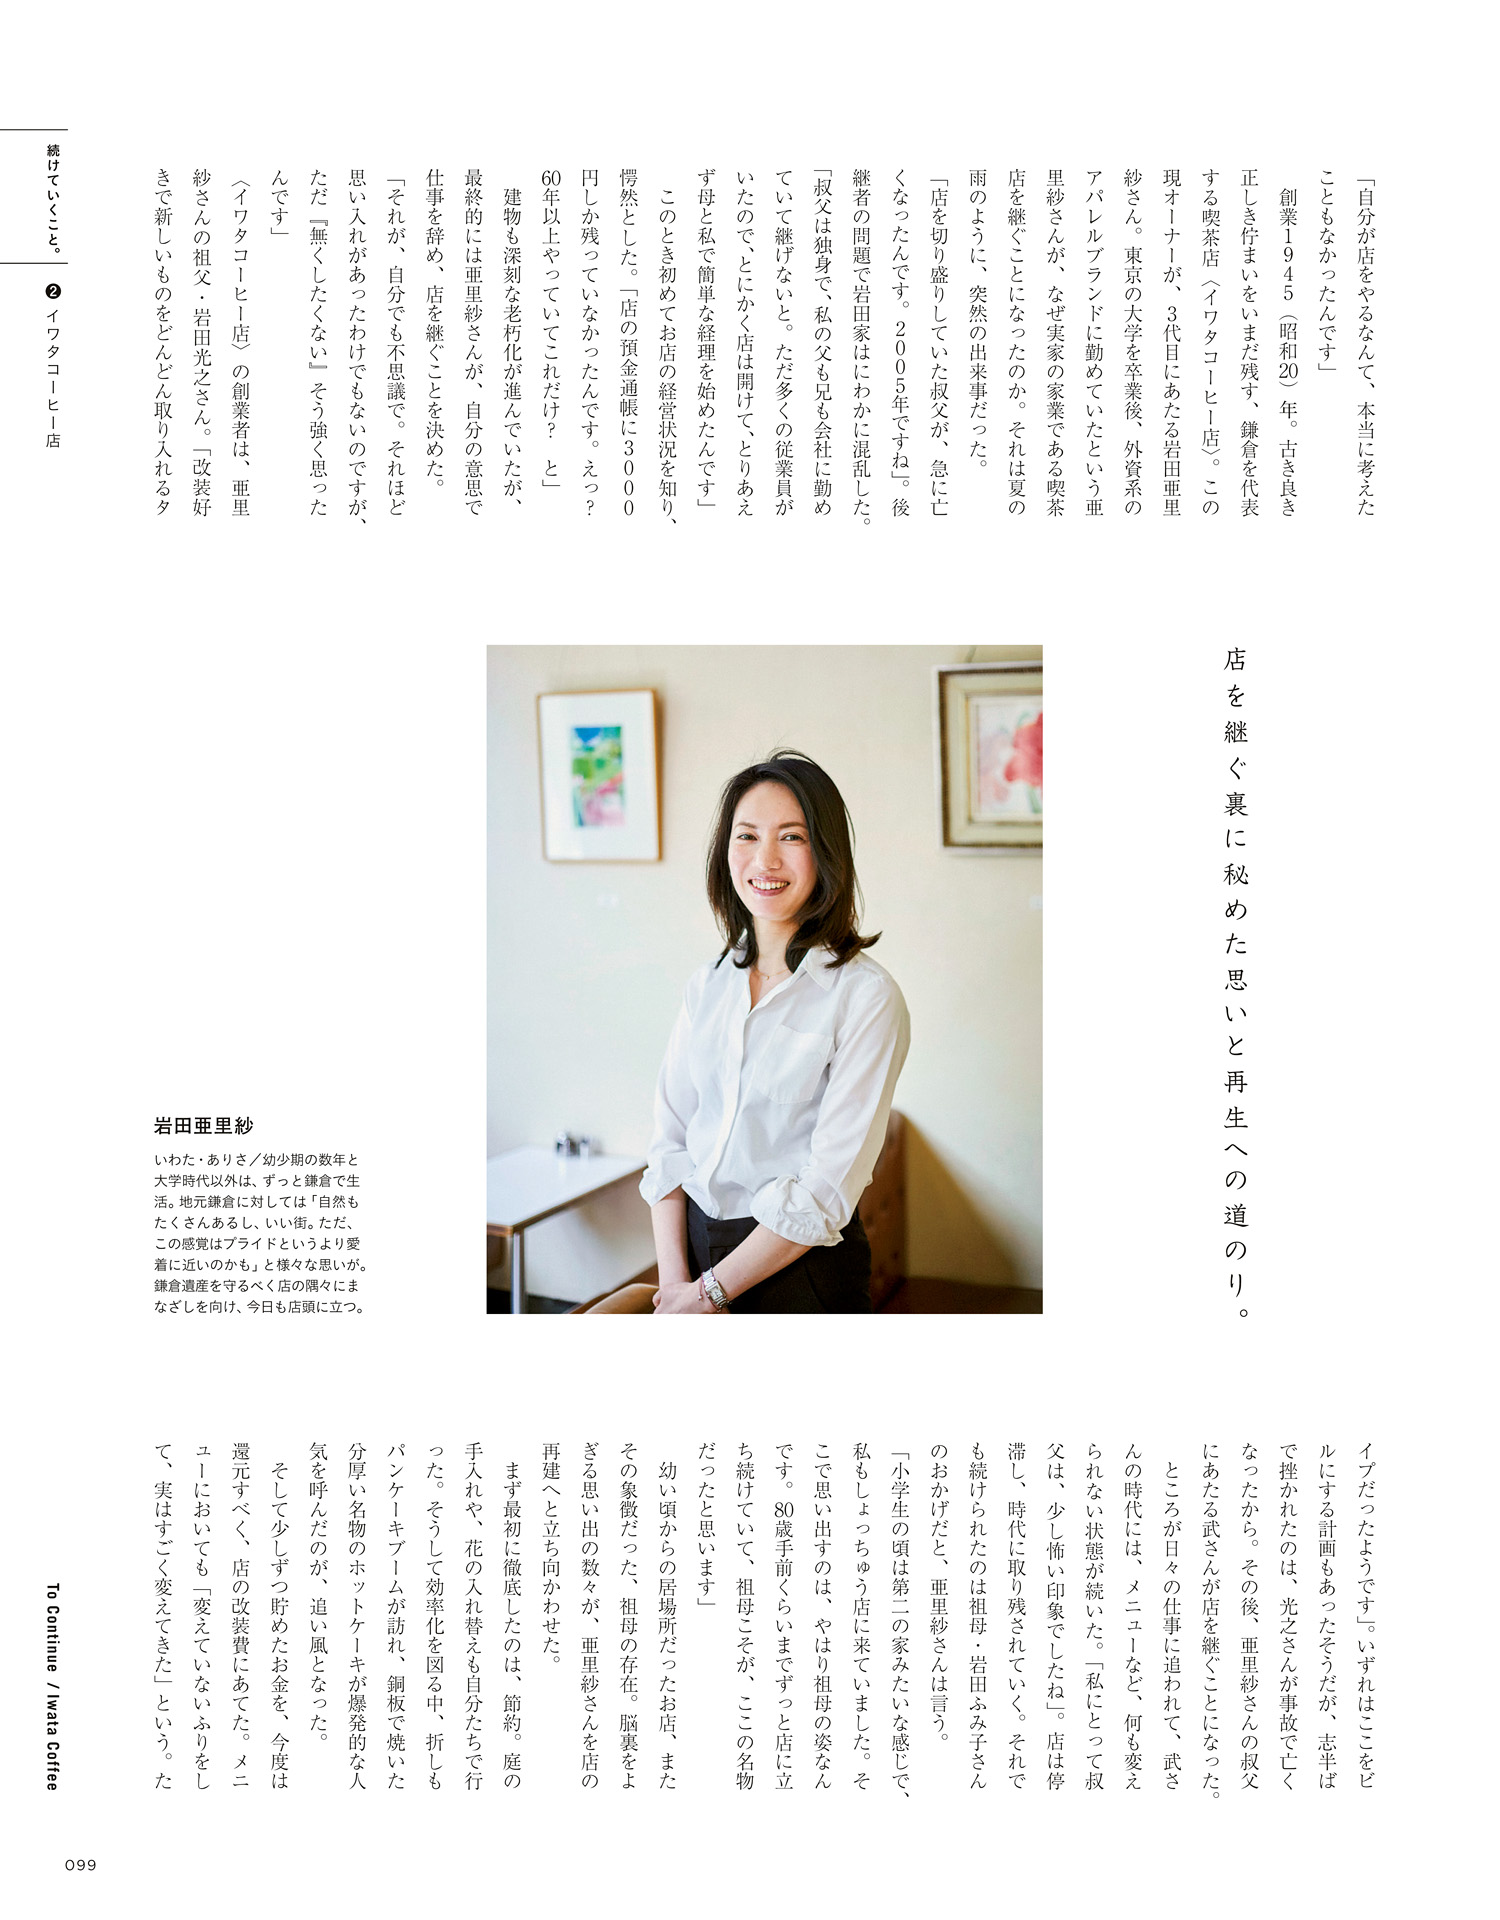 続けていくこと。
❷イワタコーヒー店
「自分が店をやるなんて、本当に考えた
こともなかったんです」
創業1945（昭和20）年。古き良き
正しき佇まいをいまだ残す、鎌倉を代表
する喫茶店〈イワタコーヒー店〉。この
現オーナーが、3代目にあたる岩田亜里
紗さん。東京の大学を卒業後、外資系の
アパレルブランドに勤めていたという亜
里紗さんが、なぜ実家の家業である喫茶
店を継ぐことになったのか。それは夏の
雨のように、突然の出来事だった。
「店を切り盛りしていた叔父が、急に亡
くなったんです。2005年ですね」。後
継者の問題で岩田家はにわかに混乱した。
「叔父は独身で、私の父も兄も会社に勤め
ていて継げないと。ただ多くの従業員が
いたので、とにかく店は開けて、とりあえ
ず母と私で簡単な経理を始めたんです」
このとき初めてお店の経営状況を知り、
愕然とした。「店の預金通帳に3000
円しか残っていなかったんです。えっ？
60年以上やっていてこれだけ？　と」
建物も深刻な老朽化が進んでいたが、
最終的には亜里紗さんが、自分の意思で
仕事を辞め、店を継ぐことを決めた。
「それが、自分でも不思議で。それほど
思い入れがあったわけでもないのですが、
ただ『無くしたくない』そう強く思った
んです」
〈イワタコーヒー店〉の創業者は、亜里
紗さんの祖父・岩田光之さん。「改装好
きで新しいものをどんどん取り入れるタ
店を継ぐ裏に秘めた思いと再生への道のり。
岩田亜里紗
いわた・ありさ／幼少期の数年と
大学時代以外は、ずっと鎌倉で生
活。地元鎌倉に対しては「自然も
たくさんあるし、いい街。ただ、
この感覚はプライドというより愛
着に近いのかも」と様々な思いが。
鎌倉遺産を守るべく店の隅々にま
なざしを向け、今日も店頭に立つ。
イプだったようです」。いずれはここをビ
ルにする計画もあったそうだが、志半ば
で挫かれたのは、光之さんが事故で亡く
なったから。その後、亜里紗さんの叔父
にあたる武さんが店を継ぐことになった。
ところが日々の仕事に追われて、武さ
んの時代には、メニューなど、何も変え
られない状態が続いた。「私にとって叔
父は、少し怖い印象でしたね」。店は停
滞し、時代に取り残されていく。それで
も続けられたのは祖母・岩田ふみ子さん
のおかげだと、亜里紗さんは言う。
「小学生の頃は第二の家みたいな感じで、
私もしょっちゅう店に来ていました。そ
こで思い出すのは、やはり祖母の姿なん
です。80歳手前くらいまでずっと店に立
ち続けていて、祖母こそが、ここの名物
だったと思います」
幼い頃からの居場所だったお店、また
その象徴だった、祖母の存在。脳裏をよ
ぎる思い出の数々が、亜里紗さんを店の
再建へと立ち向かわせた。
まず最初に徹底したのは、節約。庭の
手入れや、花の入れ替えも自分たちで行
った。そうして効率化を図る中、折しも
パンケーキブームが訪れ、銅板で焼いた
分厚い名物のホットケーキが爆発的な人
気を呼んだのが、追い風となった。
そして少しずつ貯めたお金を、今度は
還元すべく、店の改装費にあてた。メニ
ューにおいても「変えていないふりをし
て、実はすごく変えてきた」という。た
To Continue / Iwata Coffee
099